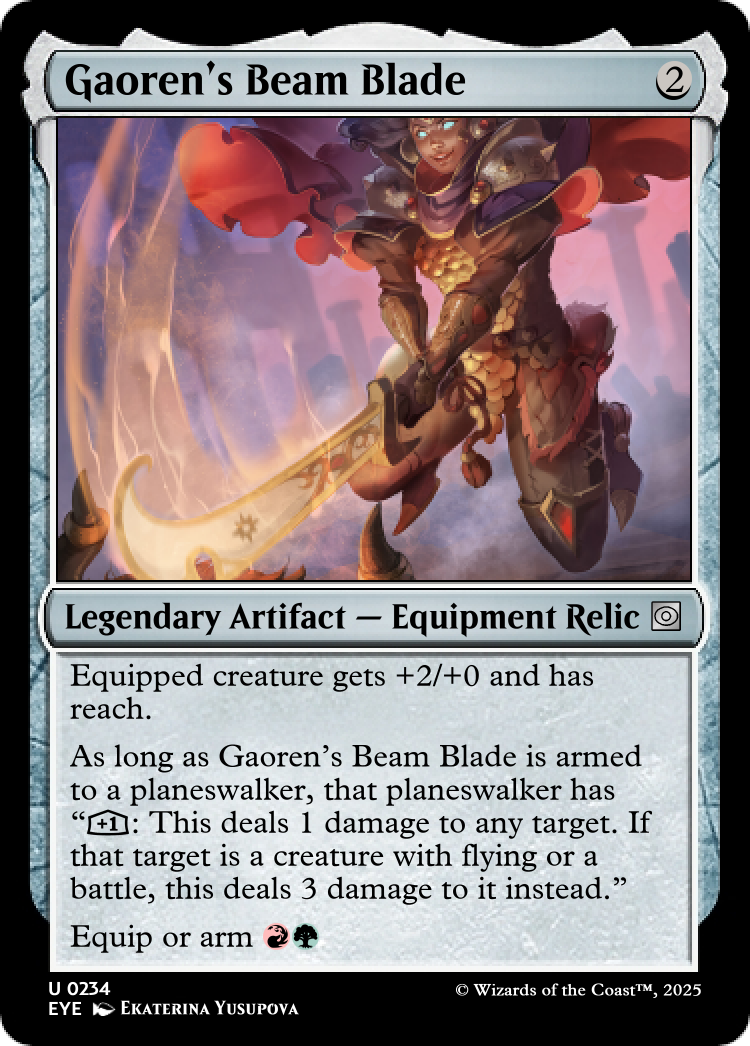 Gaoren's Beam Blade 2
Legendary Artifact — Equipment Relic
Equipped creature gets +2/+0 and has
reach.
As long as Gaoren's Beam Blade is armed
to a planeswalker, that planeswalker has
“+1: This deals 1 damage to any target. If
that target is a creature with flying or a
battle, this deals 3 damage to it instead.”
Equip or arm
U 0234
EYE Ekaterina Yusupova
© Wizards of the Coast™, 2025